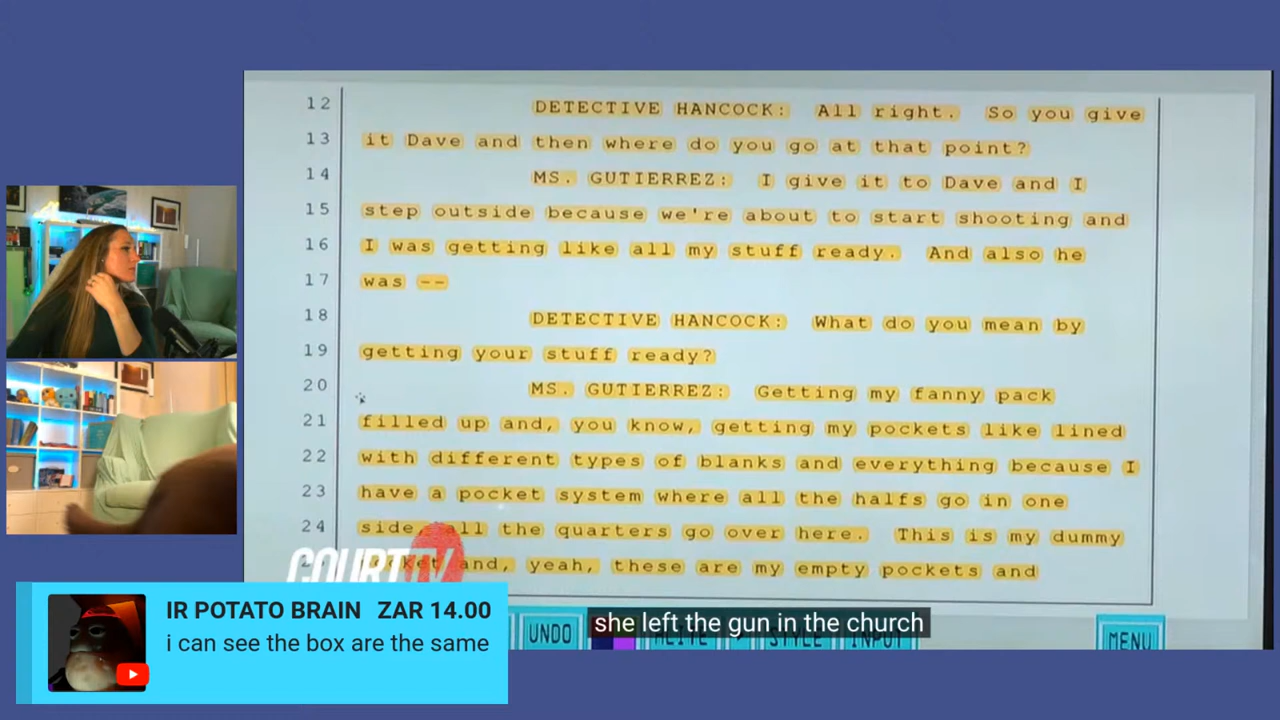 12 DETECTIVE HANCOCK: All right. So you give
13 it Dave and then where do you go at that point?
14 MS. GUTIERREZ: I give it to Dave and I
15 step outside because we're about to start shooting and
16 I was getting like all my stuff ready. And also he
17 was --
18 DETECTIVE HANCOCK: What do you mean by
19 getting your stuff ready?
20 MS. GUTIERREZ: Getting my fanny pack
21 filled up and, you know, getting my pockets like lined
22 with different types of blanks and everything because I
23 have a pocket system where all the halfs go in one
24 side, all the quarters go over here. This is my dummy
pocket and, yeah, these are my empty pockets and
COURT TV
IR POTATO BRAIN ZAR 14.00
i can see the box are the same
she left the gun in the church
UNDO STYLE INPUT MENU